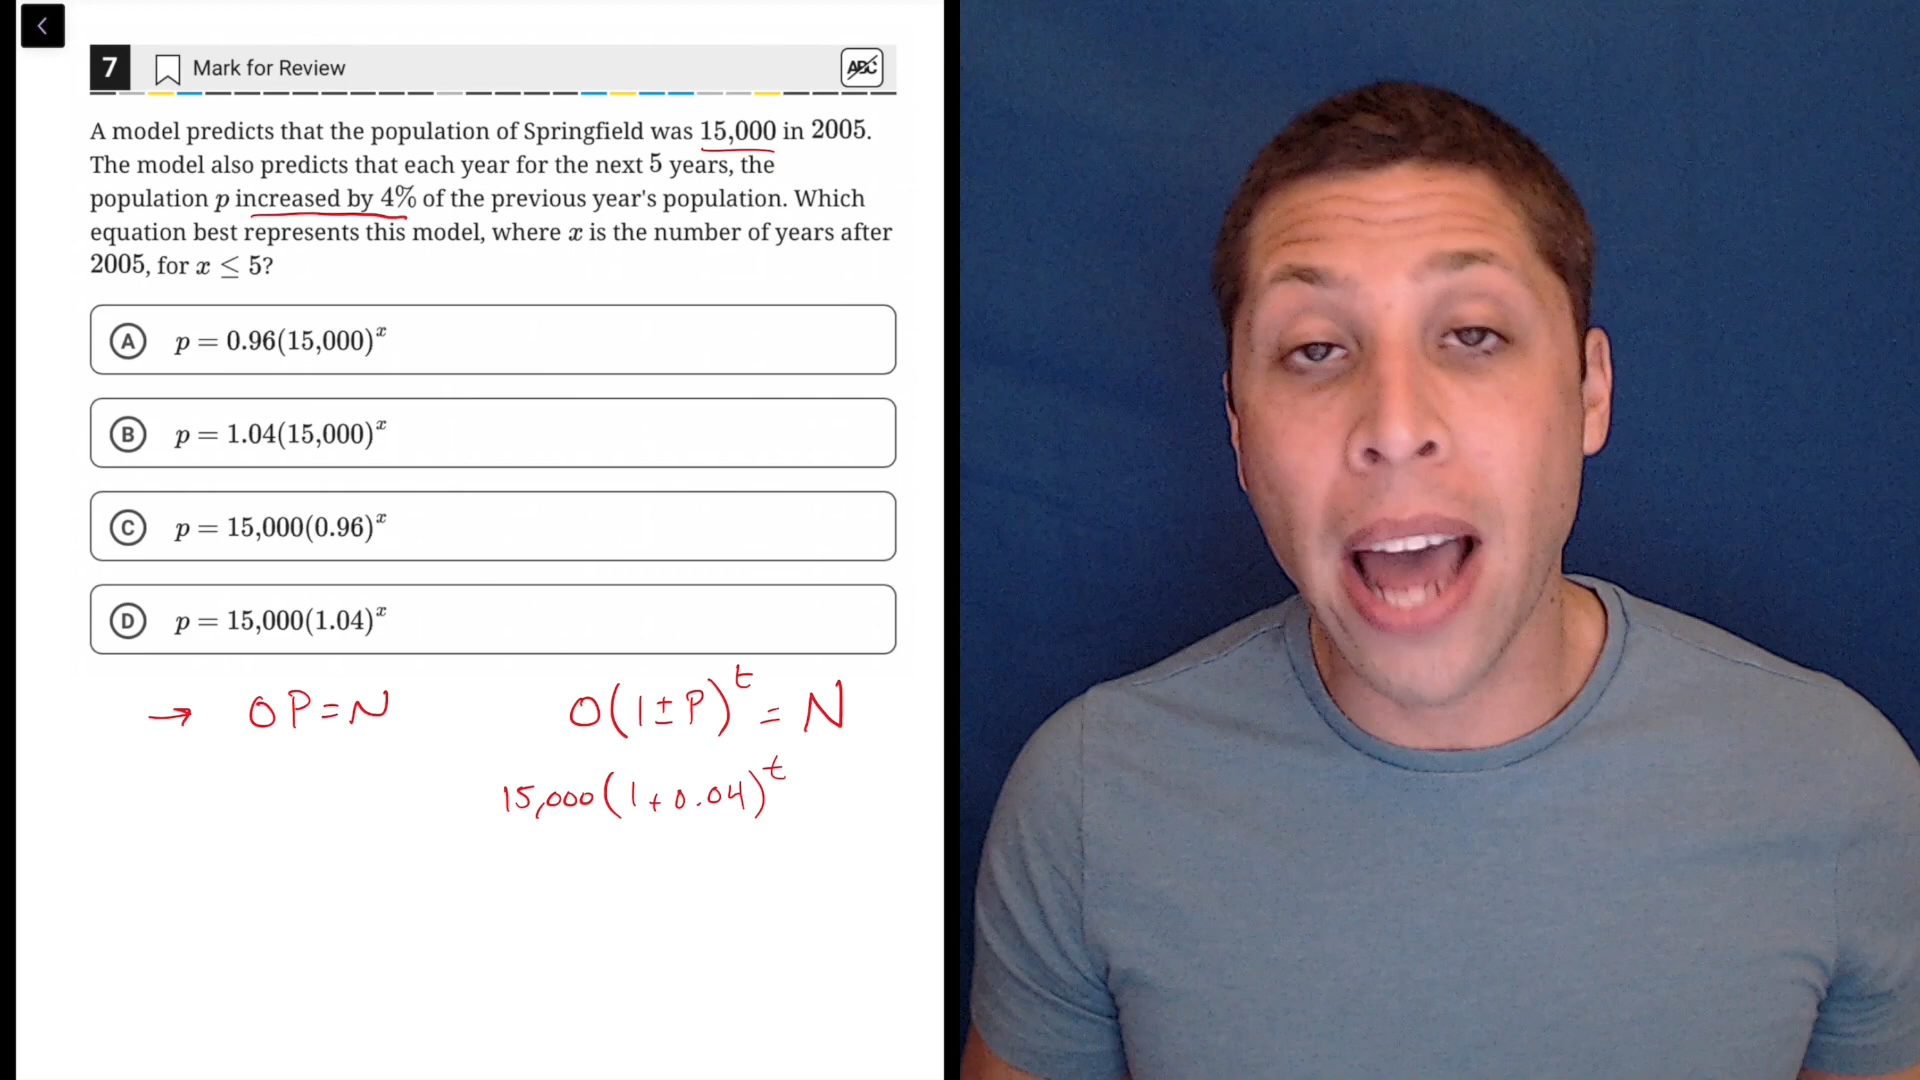 7 Mark for Review ABC
A model predicts that the population of Springfield was 15,000 in 2005.
The model also predicts that each year for the next 5 years, the
population p increased by 4% of the previous year's population. Which
equation best represents this model, where x is the number of years after
2005, for x ≤ 5?
A p = 0.96(15,000)^x
B p = 1.04(15,000)^x
C p = 15,000(0.96)^x
D p = 15,000(1.04)^x
→ OP=N O(1±P)^t = N
15,000(1+0.04)^t